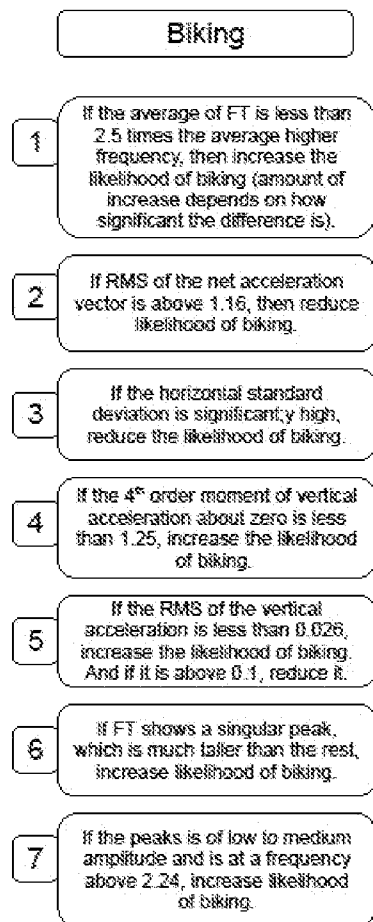 Biking
1
If the average of FT is less than
2.5 times the average higher
frequency, then increase the
likelihood of biking (amount of
increase depends on how
significant the difference is).
2
If RMS of the net acceleration
vector is above 1.16, then reduce
likelihood of biking.
3
If the horizontal standard
deviation is significantly high,
reduce the likelihood of biking.
4
If the 4th order moment of vertical
acceleration about zero is less
than 1.25, increase the likelihood
of biking.
5
If the RMS of the vertical
acceleration is less than 0.026,
increase the likelihood of biking.
And if it is above 0.1, reduce it.
6
If FT shows a singular peak,
which is much taller than the rest,
increase likelihood of biking.
7
If the peaks is of low to medium
amplitude and is at a frequency
above 2.24, increase likelihood
of biking.